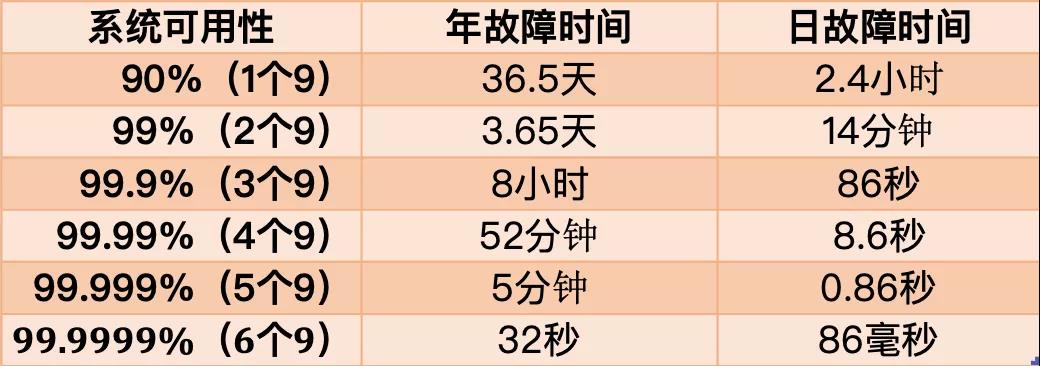 系统可用性 年故障时间 日故障时间
90%（1个9） 36.5天 2.4小时
99%（2个9） 3.65天 14分钟
99.9%（3个9） 8小时 86秒
99.99%（4个9） 52分钟 8.6秒
99.999%（5个9） 5分钟 0.86秒
99.9999%（6个9） 32秒 86毫秒